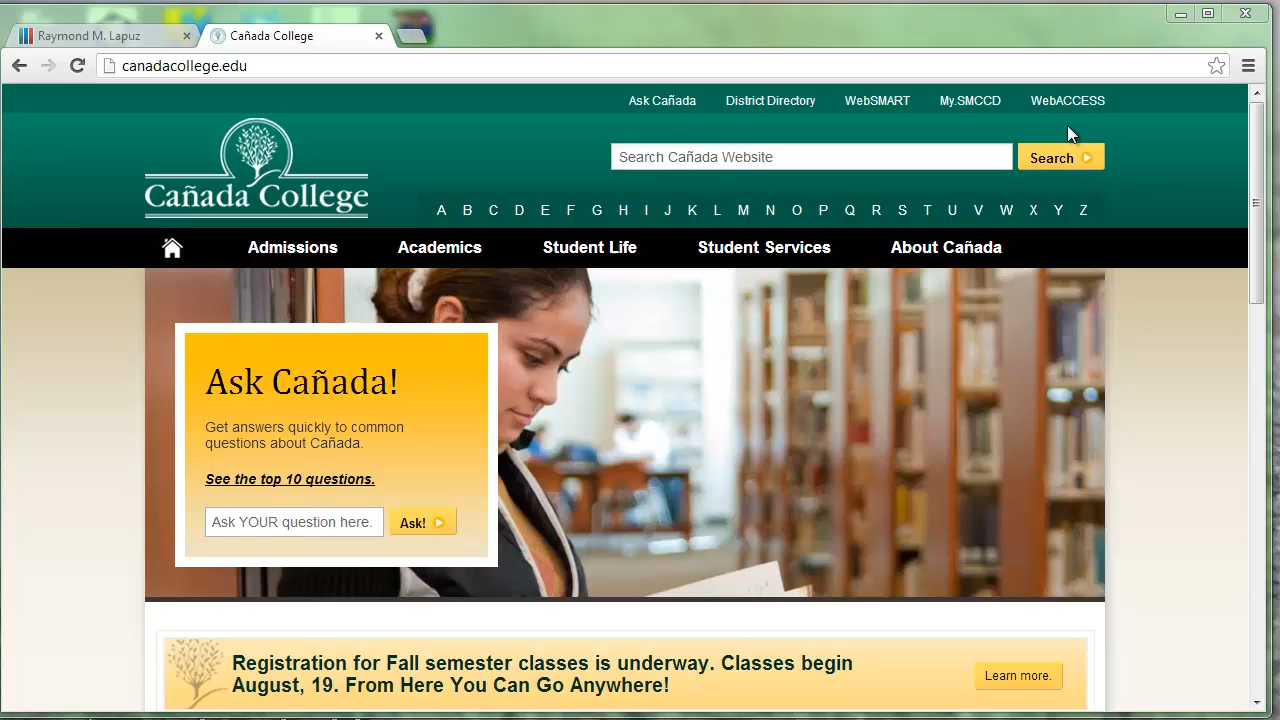 Raymond M. Lapuz
Cañada College
canadacollege.edu
Ask Cañada District Directory WebSMART My.SMCCD WebACCESS
Cañada College
Search Cañada Website
Search
A B C D E F G H I J K L M N O P Q R S T U V W X Y Z
Admissions Academics Student Life Student Services About Cañada
Ask Cañada!
Get answers quickly to common
questions about Cañada.
See the top 10 questions.
Ask YOUR question here.
Ask!
Registration for Fall semester classes is underway. Classes begin
August, 19. From Here You Can Go Anywhere!
Learn more.